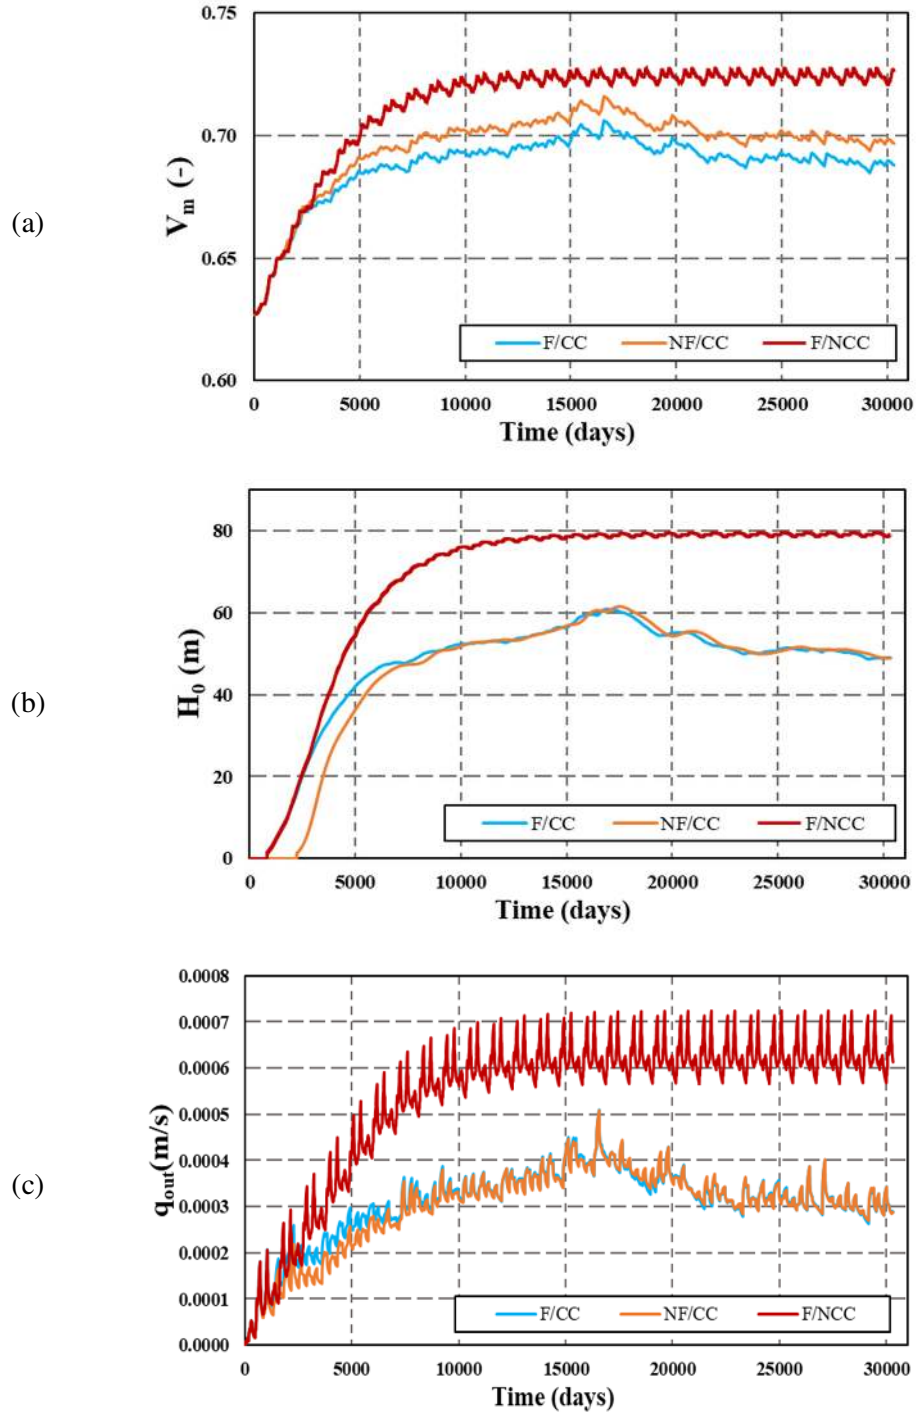 (a)
V_m (-)
0.75
0.70
0.65
0.60
F/CC NF/CC F/NCC
0 5000 10000 15000 20000 25000 30000
Time (days)
(b)
H_0 (m)
80
60
40
20
0
F/CC NF/CC F/NCC
0 5000 10000 15000 20000 25000 30000
Time (days)
(c)
q_out(m/s)
0.0008
0.0007
0.0006
0.0005
0.0004
0.0003
0.0002
0.0001
0.0000
F/CC NF/CC F/NCC
0 5000 10000 15000 20000 25000 30000
Time (days)